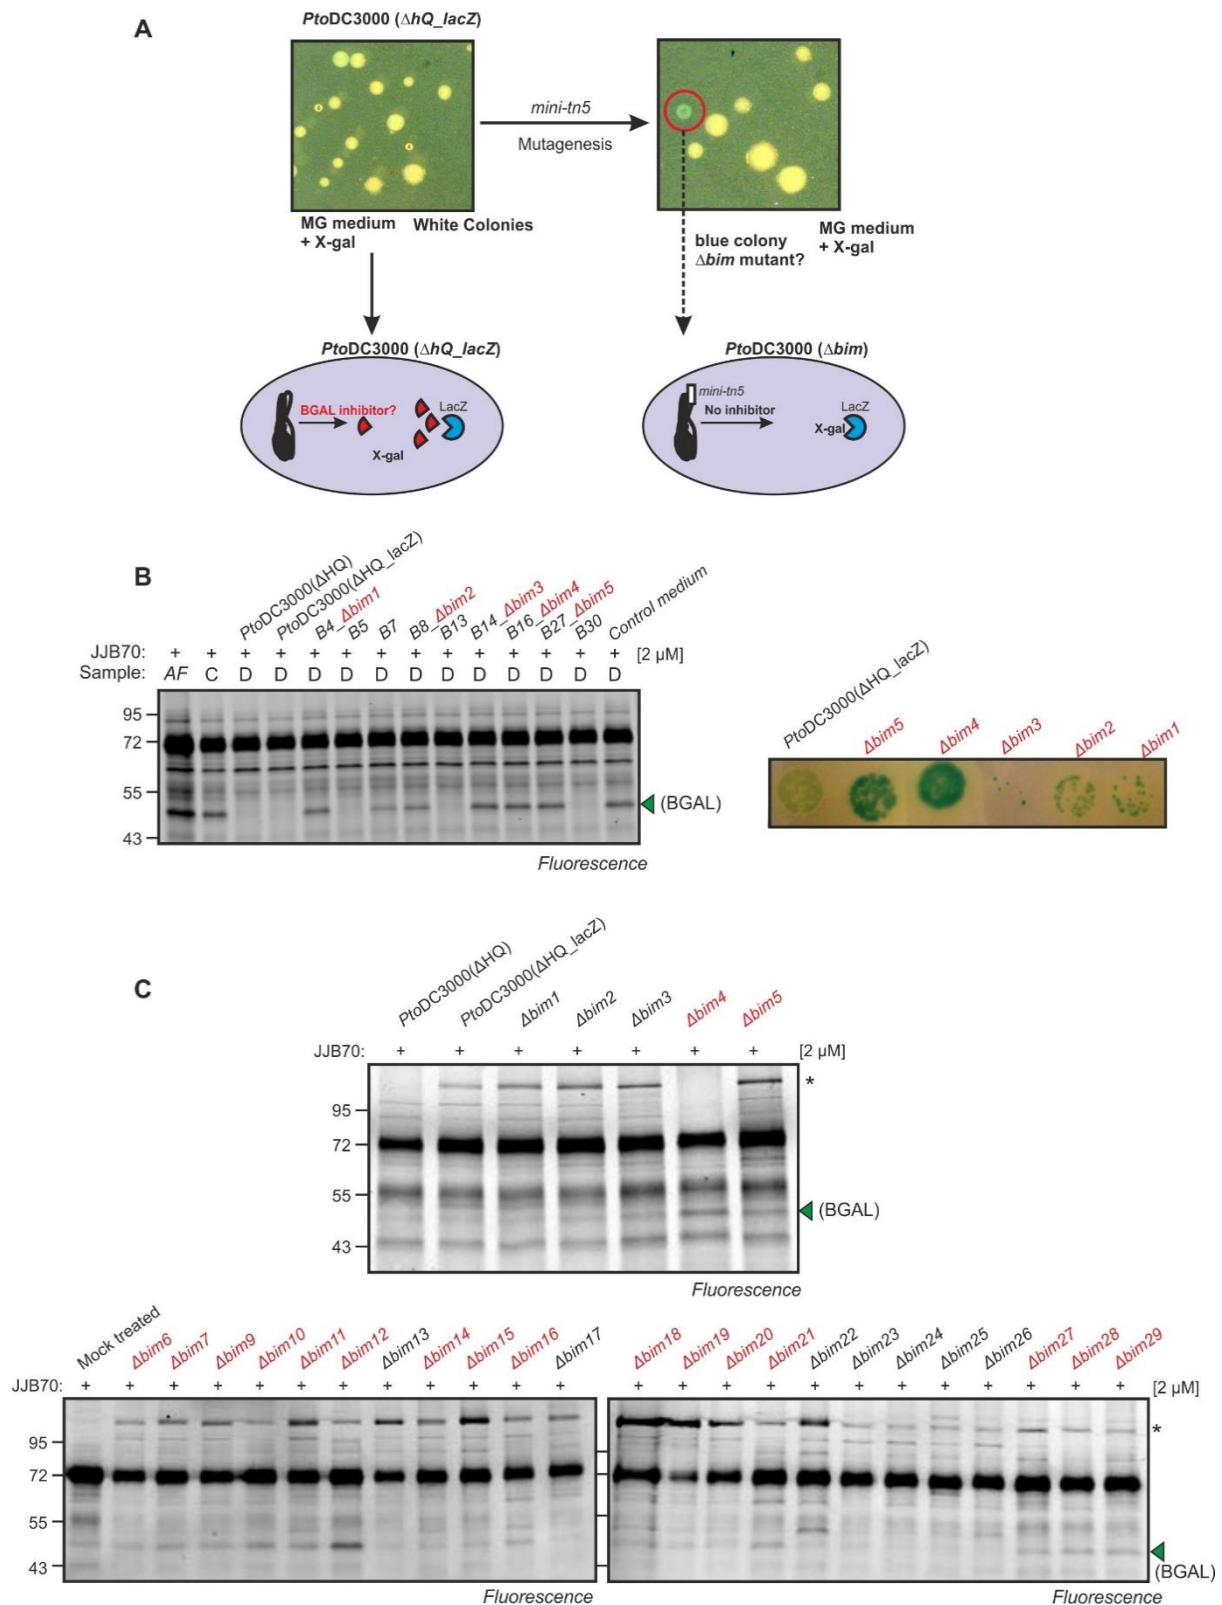 A
PtoDC3000 (ΔhQ_lacZ)
mini-tn5
Mutagenesis
MG medium + X-gal
White Colonies
blue colony Δbim mutant?
MG medium + X-gal
PtoDC3000 (ΔhQ_lacZ)
BGAL inhibitor?
LacZ
X-gal
PtoDC3000 (Δbim)
mini-tn5
No inhibitor
LacZ
X-gal
B
PtoDC3000(ΔHQ)
PtoDC3000(ΔHQ_lacZ)
B4_Δbim1
B5
B7
B8_Δbim2
B13
B14_Δbim3
B16_Δbim4
B27_Δbim5
B30
Control medium
JJB70: + + + + + + + + + + + + + [2 µM]
Sample: AF C D D D D D D D D D D D D
95
72
55
43
(BGAL)
Fluorescence
PtoDC3000(ΔHQ_lacZ)
Δbim5
Δbim4
Δbim3
Δbim2
Δbim1
C
PtoDC3000(ΔHQ)
PtoDC3000(ΔHQ_lacZ)
Δbim1
Δbim2
Δbim3
Δbim4
Δbim5
JJB70: + + + + + + + [2 µM]
*
95
72
55
43
(BGAL)
Fluorescence
Mock treated
Δbim6
Δbim7
Δbim9
Δbim10
Δbim11
Δbim12
Δbim13
Δbim14
Δbim15
Δbim16
Δbim17
Δbim18
Δbim19
Δbim20
Δbim21
Δbim22
Δbim23
Δbim24
Δbim25
Δbim26
Δbim27
Δbim28
Δbim29
JJB70: + + + + + + + + + + + + + + + + + + + + + + + + [2 µM]
*
95
72
55
43
(BGAL)
Fluorescence
Fluorescence